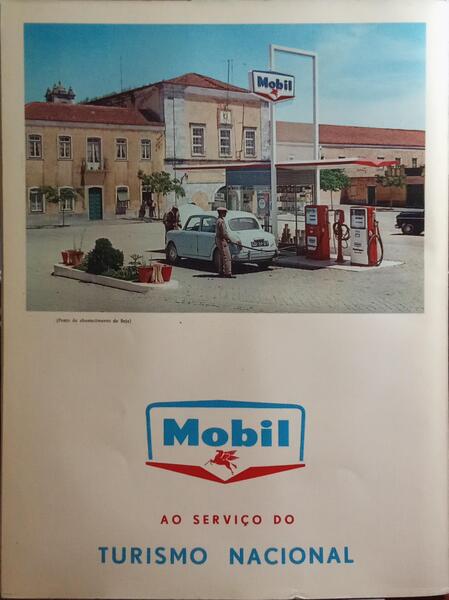 Mobil
(Posto de abastecimento de Beja)
Mobil
AO SERVIÇO DO
TURISMO NACIONAL